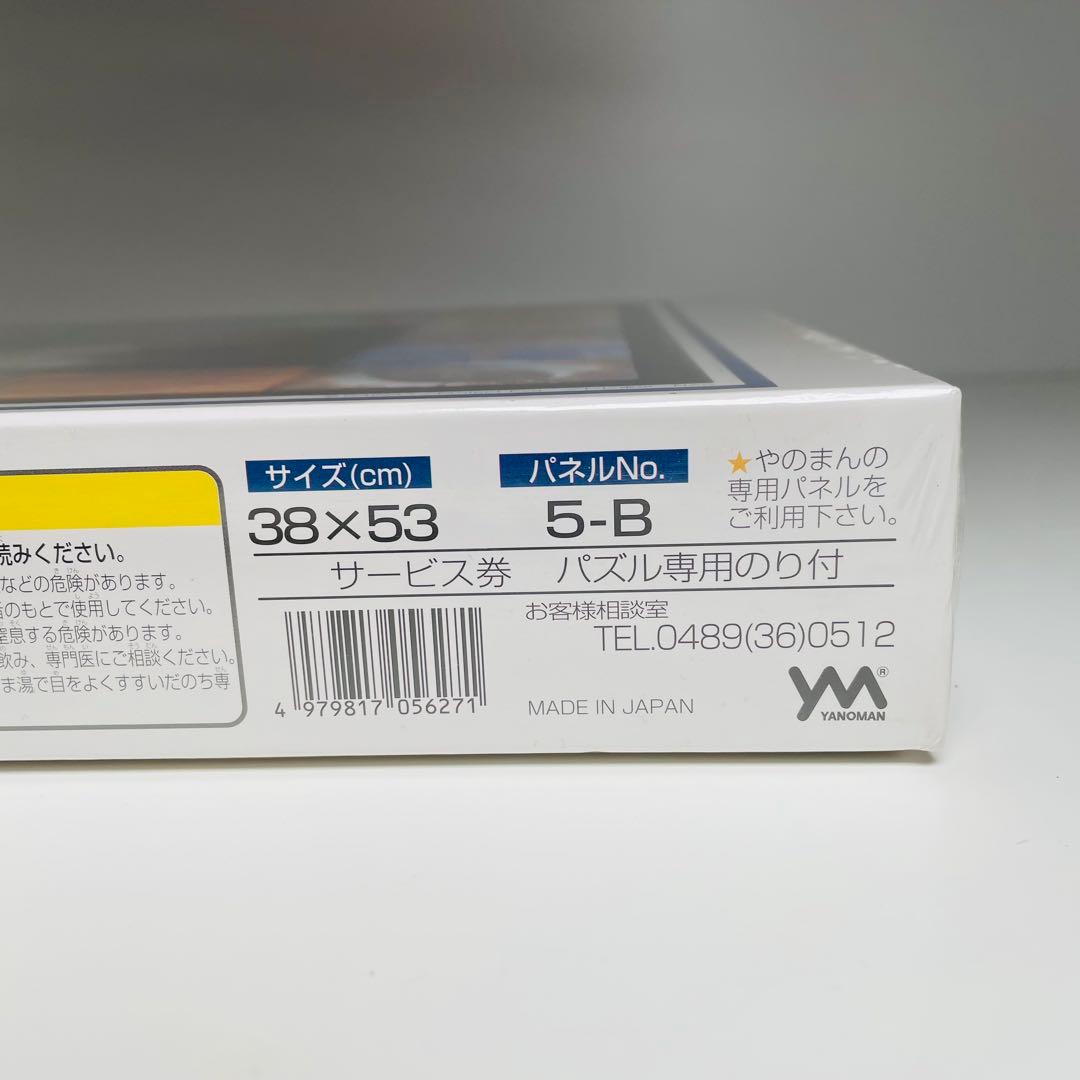 サイズ(cm)
38×53
パネルNo.
5-B
★やのまんの
専用パネルを
ご利用下さい。
サービス券 パズル専用のり付
お客様相談室
TEL.0489(36)0512
4 979817 056271
MADE IN JAPAN
YM®
YANOMAN
読みください。
などの危険があります。
のもとで使用してください。
窒息する危険があります。
飲み、専門医にご相談ください。
ま湯で目をよくすすいだのち専